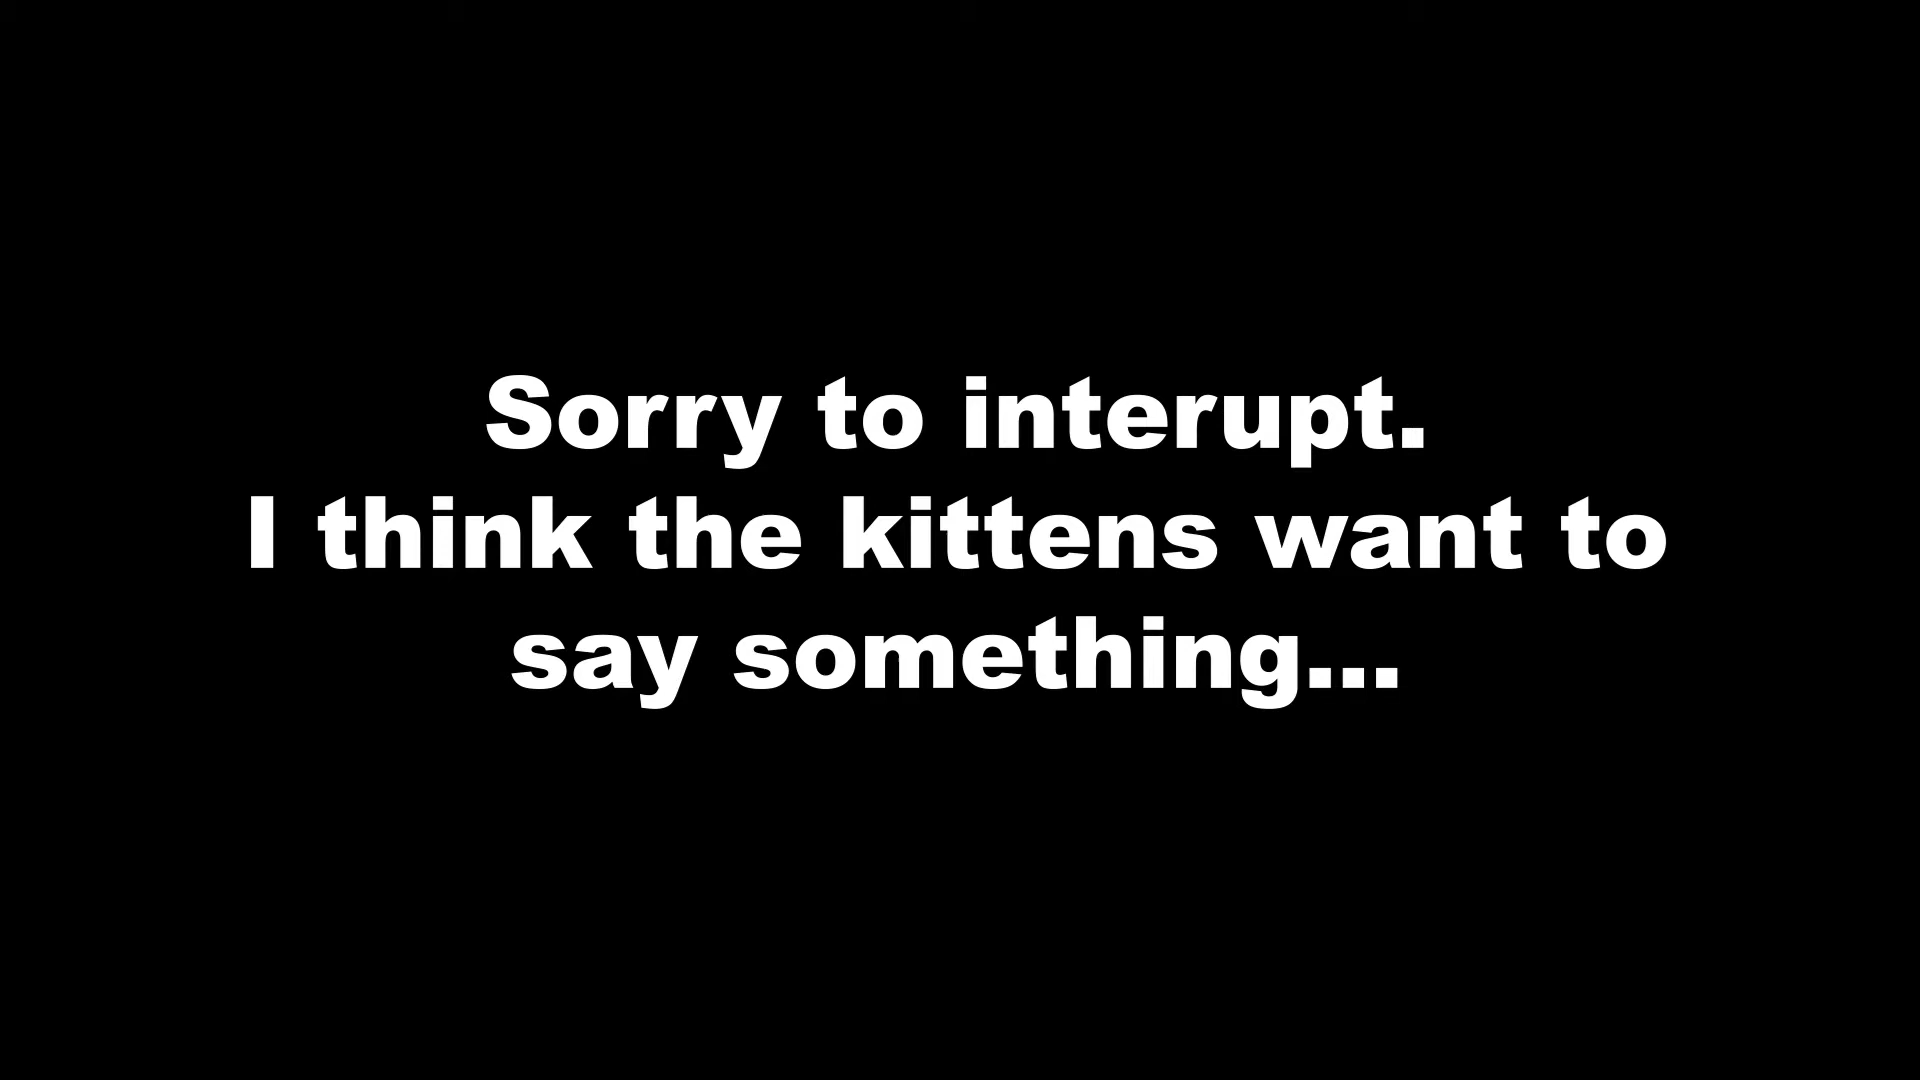 Sorry to interupt.
I think the kittens want to
say something...